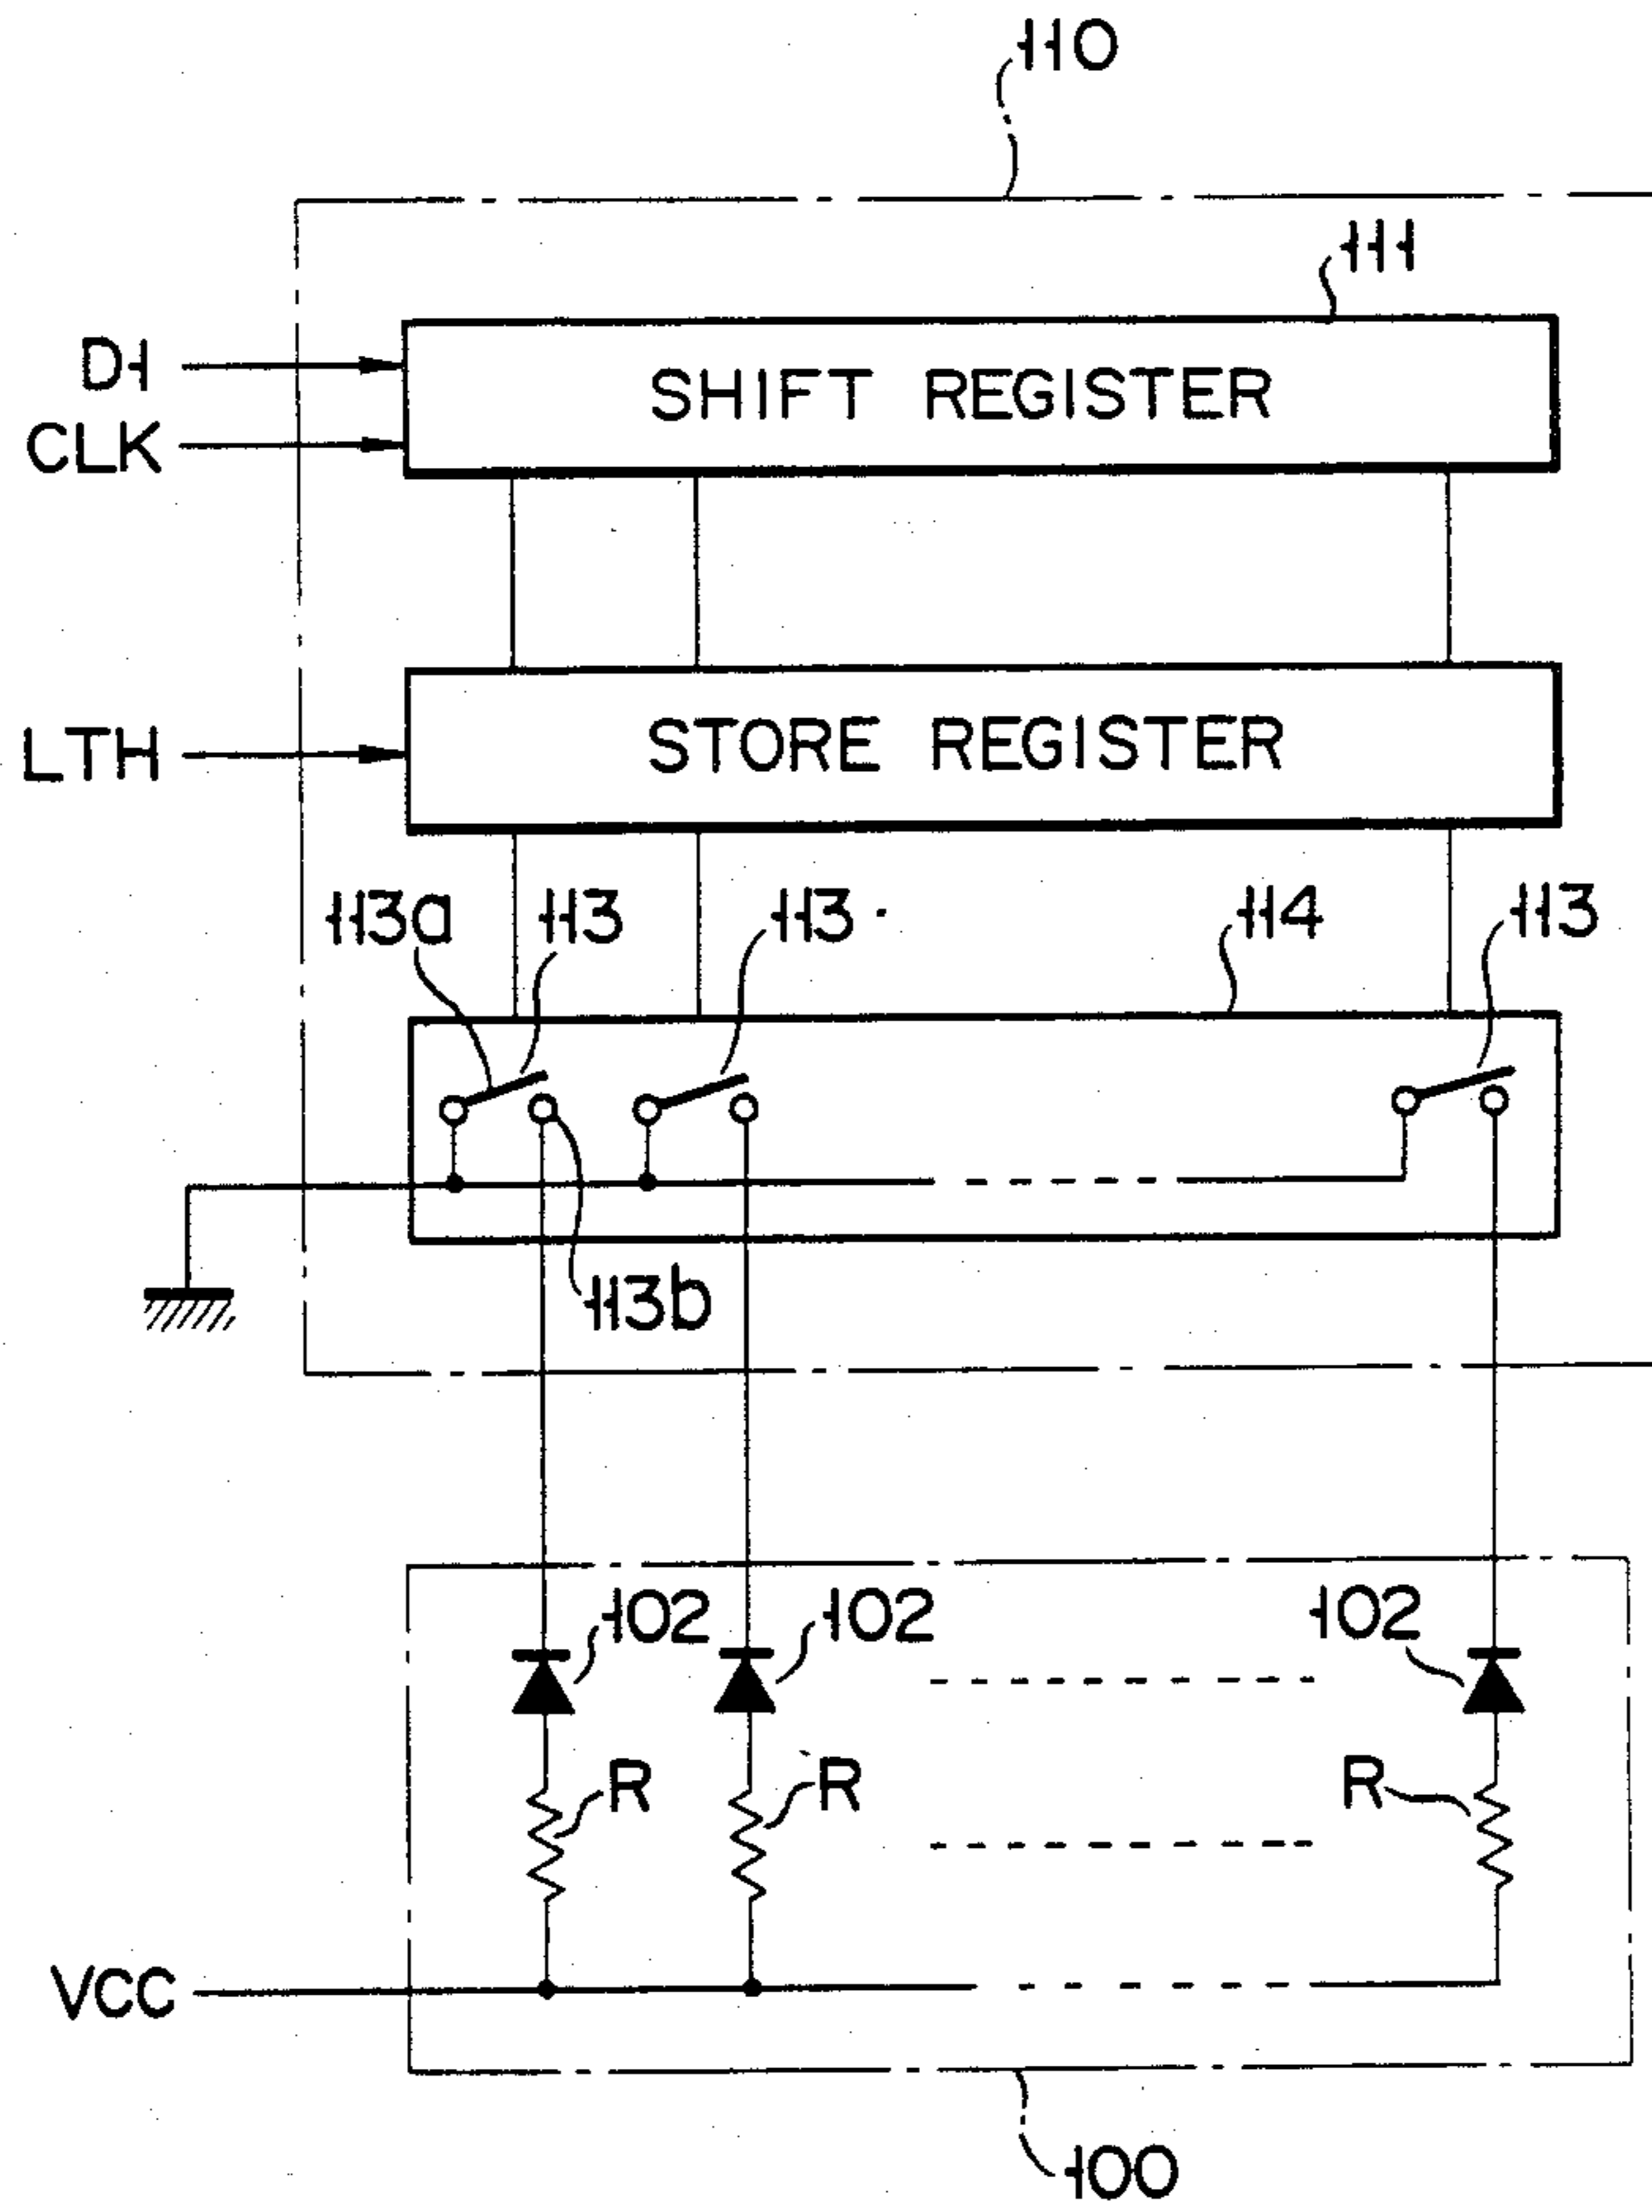 110
111
D1
SHIFT REGISTER
CLK
LTH
STORE REGISTER
113a
113
113
114
113
113b
102
102
102
R
R
R
VCC
100